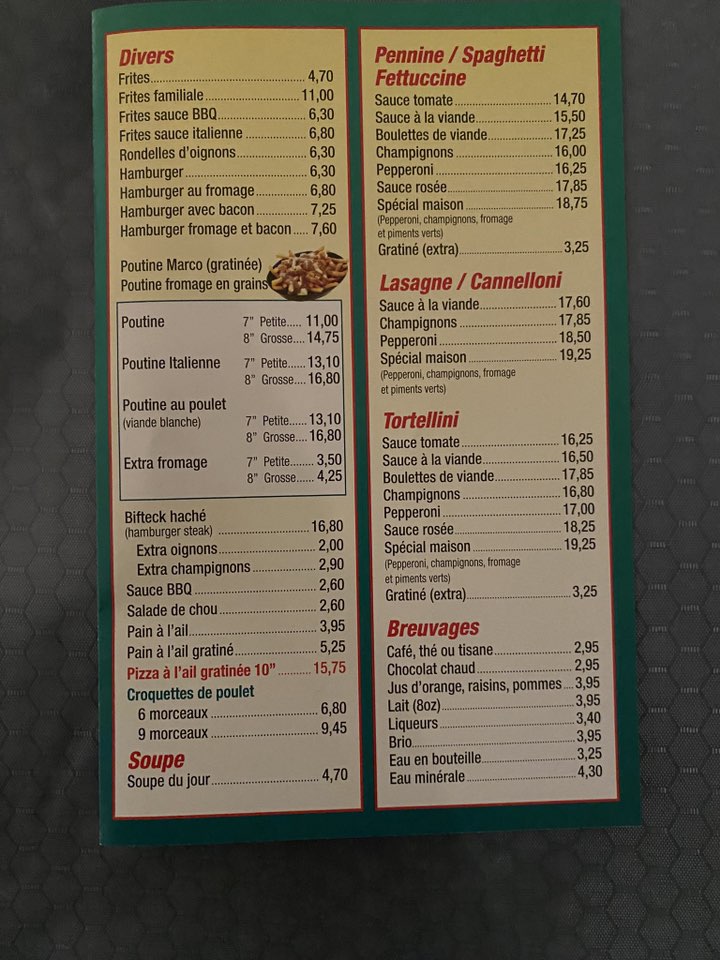 Divers
Frites 4,70
Frites familiale 11,00
Frites sauce BBQ 6,30
Frites sauce italienne 6,80
Rondelles d'oignons 6,30
Hamburger 6,30
Hamburger au fromage 6,80
Hamburger avec bacon 7,25
Hamburger fromage et bacon 7,60
Poutine Marco (gratinée)
Poutine fromage en grains
Poutine 7" Petite 11,00
8" Grosse 14,75
Poutine Italienne 7" Petite 13,10
8" Grosse 16,80
Poutine au poulet
(viande blanche) 7" Petite 13,10
8" Grosse 16,80
Extra fromage 7" Petite 3,50
8" Grosse 4,25
Bifteck haché
(hamburger steak) 16,80
Extra oignons 2,00
Extra champignons 2,90
Sauce BBQ 2,60
Salade de chou 2,60
Pain à l'ail 3,95
Pain à l'ail gratiné 5,25
Pizza à l'ail gratinée 10" 15,75
Croquettes de poulet
6 morceaux 6,80
9 morceaux 9,45
Soupe
Soupe du jour 4,70
Pennine / Spaghetti
Fettuccine
Sauce tomate 14,70
Sauce à la viande 15,50
Boulettes de viande 17,25
Champignons 16,00
Pepperoni 16,25
Sauce rosée 17,85
Spécial maison 18,75
(Pepperoni, champignons, fromage
et piments verts)
Gratiné (extra) 3,25
Lasagne / Cannelloni
Sauce à la viande 17,60
Champignons 17,85
Pepperoni 18,50
Spécial maison 19,25
(Pepperoni, champignons, fromage
et piments verts)
Tortellini
Sauce tomate 16,25
Sauce à la viande 16,50
Boulettes de viande 17,85
Champignons 16,80
Pepperoni 17,00
Sauce rosée 18,25
Spécial maison 19,25
(Pepperoni, champignons, fromage
et piments verts)
Gratiné (extra) 3,25
Breuvages
Café, thé ou tisane 2,95
Chocolat chaud 2,95
Jus d'orange, raisins, pommes 3,95
Lait (8oz) 3,95
Liqueurs 3,40
Brio 3,95
Eau en bouteille 3,25
Eau minérale 4,30